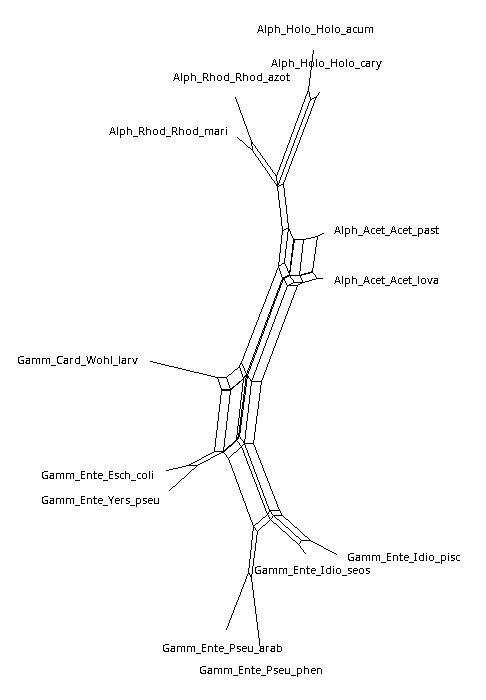 Alph_Holo_Holo_acum
Alph_Holo_Holo_cary
Alph_Rhod_Rhod_azot
Alph_Rhod_Rhod_mari
Alph_Acet_Acet_past
Alph_Acet_Acet_lova
Gamm_Card_Wohl_larv
Gamm_Ente_Esch_coli
Gamm_Ente_Yers_pseu
Gamm_Ente_Idio_pisc
Gamm_Ente_Idio_seos
Gamm_Ente_Pseu_arab
Gamm_Ente_Pseu_phen